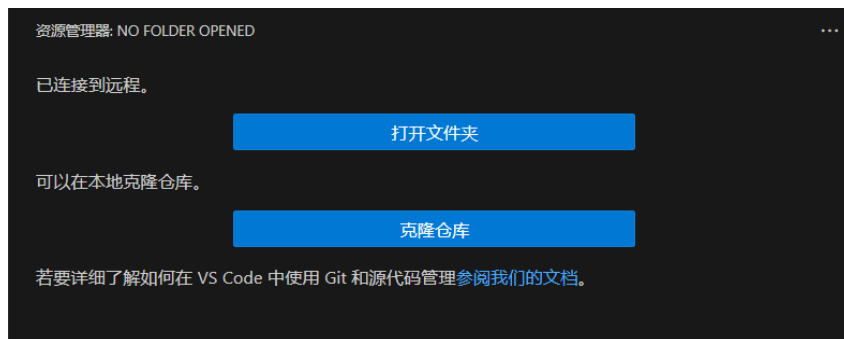 资源管理器: NO FOLDER OPENED
已连接到远程。
打开文件夹
可以在本地克隆仓库。
克隆仓库
若要详细了解如何在 VS Code 中使用 Git 和源代码管理参阅我们的文档。